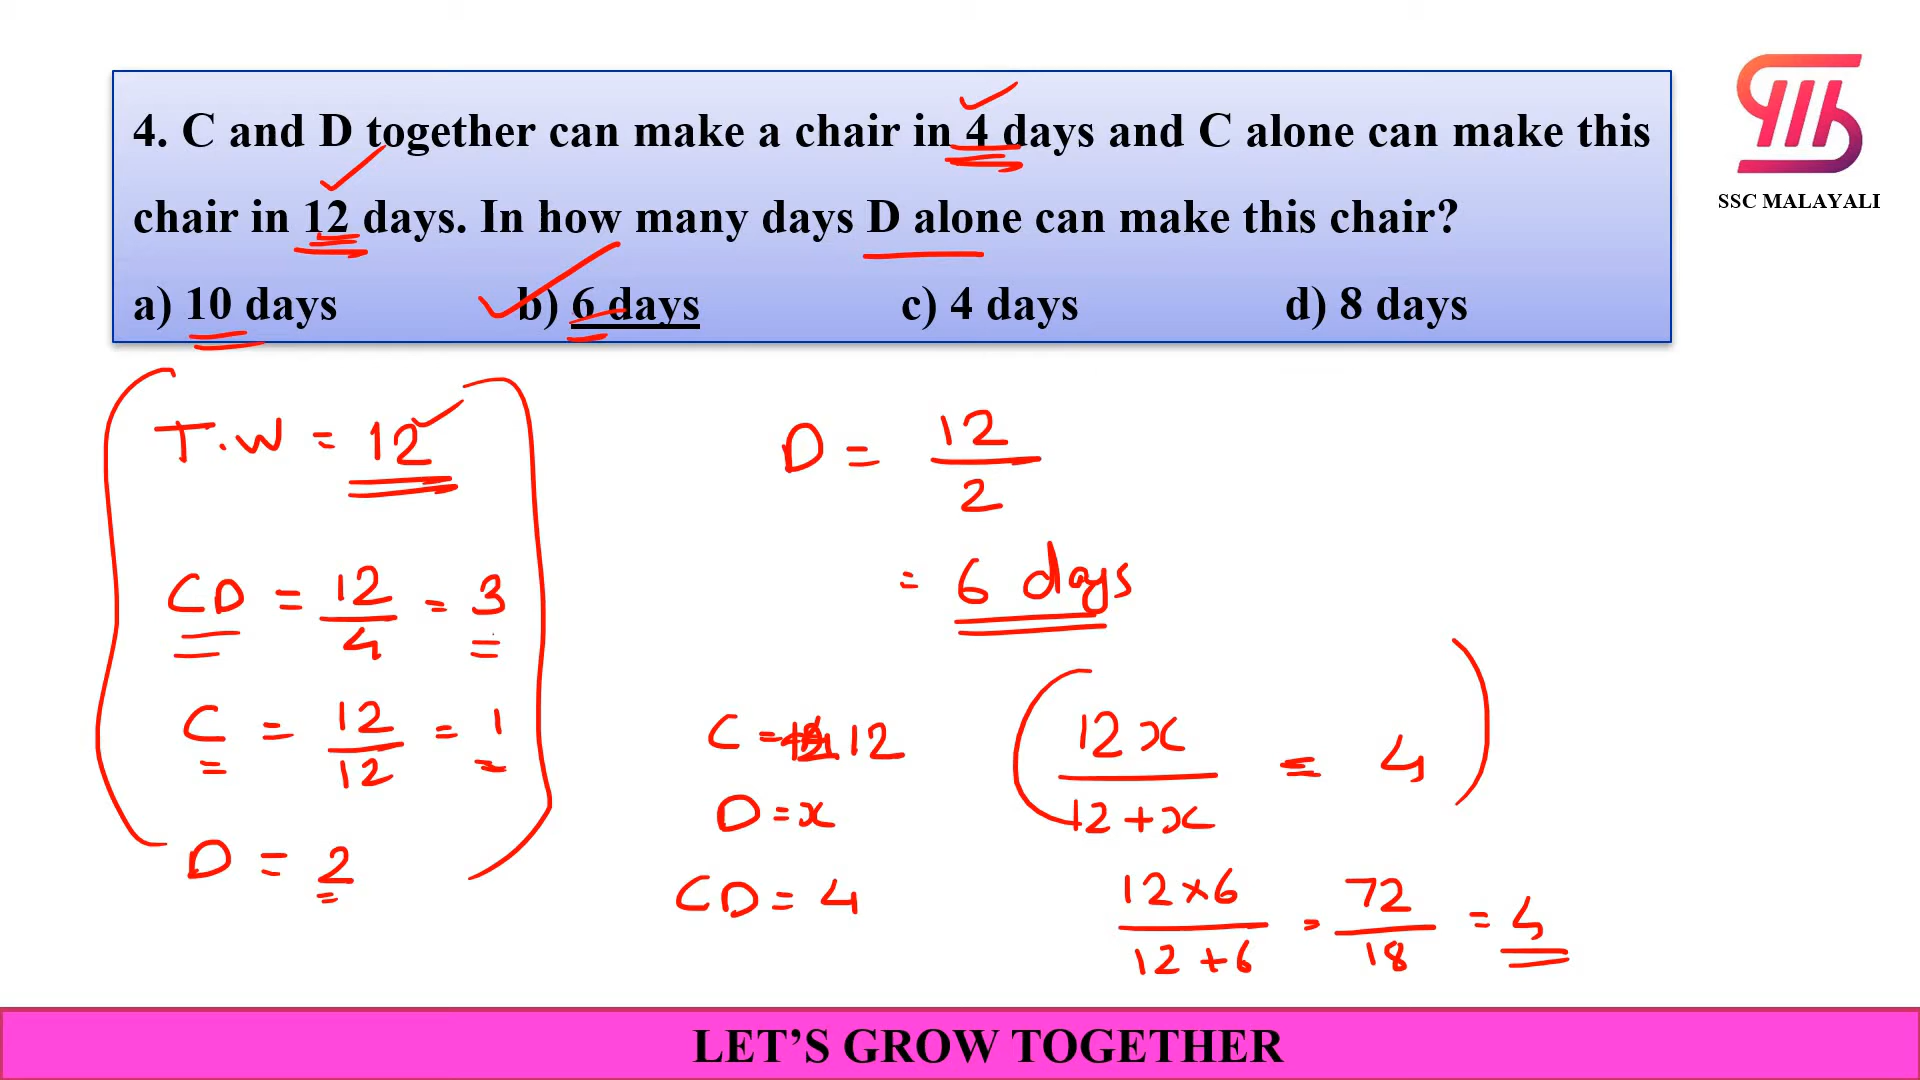 4. C and D together can make a chair in 4 days and C alone can make this
chair in 12 days. In how many days D alone can make this chair?
a) 10 days b) 6 days c) 4 days d) 8 days
SSC MALAYALI
T.W = 12
CD = 12/4 = 3
C = 12/12 = 1
D = 2
D = 12/2
= 6 days
C = 12
D = x
CD = 4
12x/12+x = 4
12×6/12+6 = 72/18 = 4
LET’S GROW TOGETHER